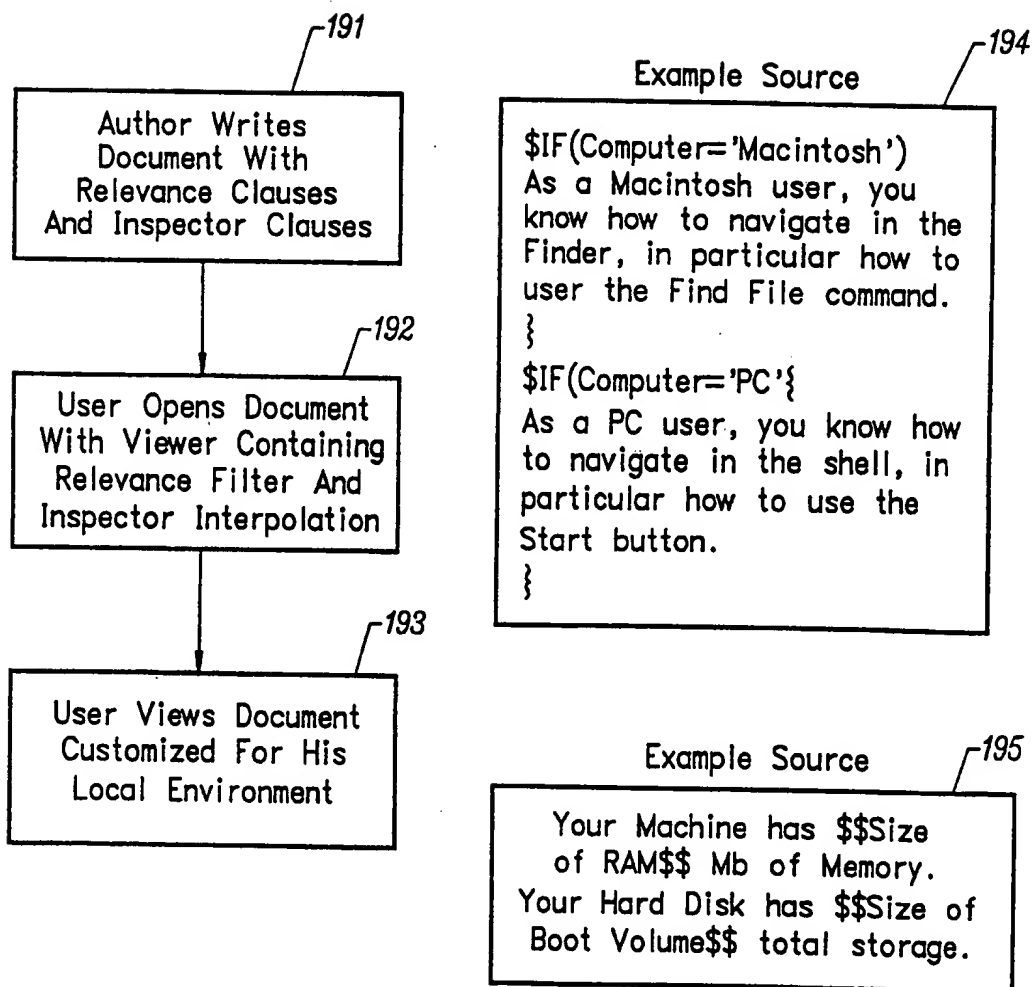 191
Author Writes
Document With
Relevance Clauses
And Inspector Clauses
192
User Opens Document
With Viewer Containing
Relevance Filter And
Inspector Interpolation
193
User Views Document
Customized For His
Local Environment
194
Example Source
$IF(Computer='Macintosh')
As a Macintosh user, you
know how to navigate in the
Finder, in particular how to
user the Find File command.
}
$IF(Computer='PC'{
As a PC user, you know how
to navigate in the shell, in
particular how to use the
Start button.
}
195
Example Source
Your Machine has $$Size
of RAM$$ Mb of Memory.
Your Hard Disk has $$Size of
Boot Volume$$ total storage.